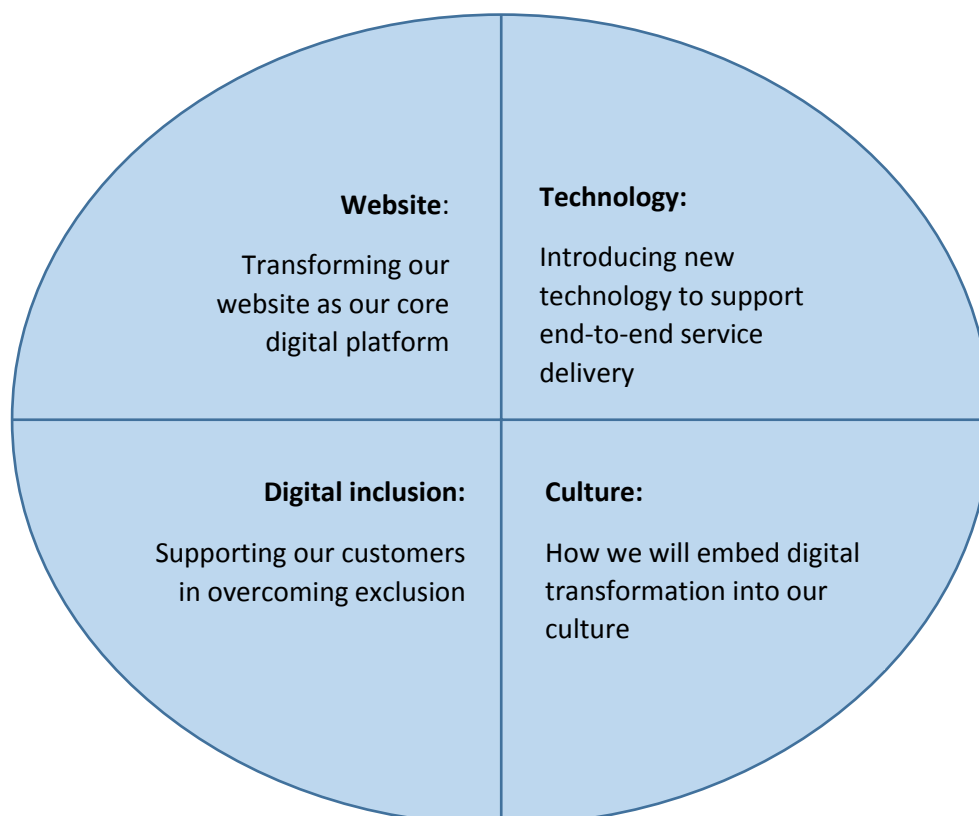 Website:
Transforming our
website as our core
digital platform
Technology:
Introducing new
technology to support
end-to-end service
delivery
Digital inclusion:
Supporting our customers
in overcoming exclusion
Culture:
How we will embed digital
transformation into our
culture